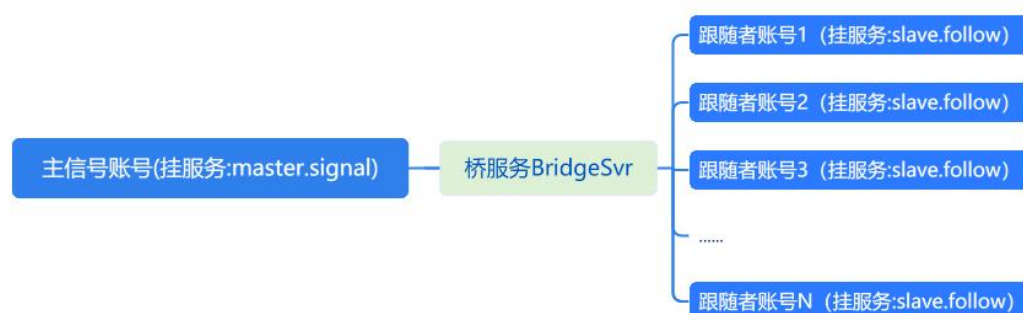 跟随者账号1（挂服务:slave.follow）
跟随者账号2（挂服务:slave.follow）
主信号账号(挂服务:master.signal)
桥服务BridgeSvr
跟随者账号3（挂服务:slave.follow）
......
跟随者账号N（挂服务:slave.follow）